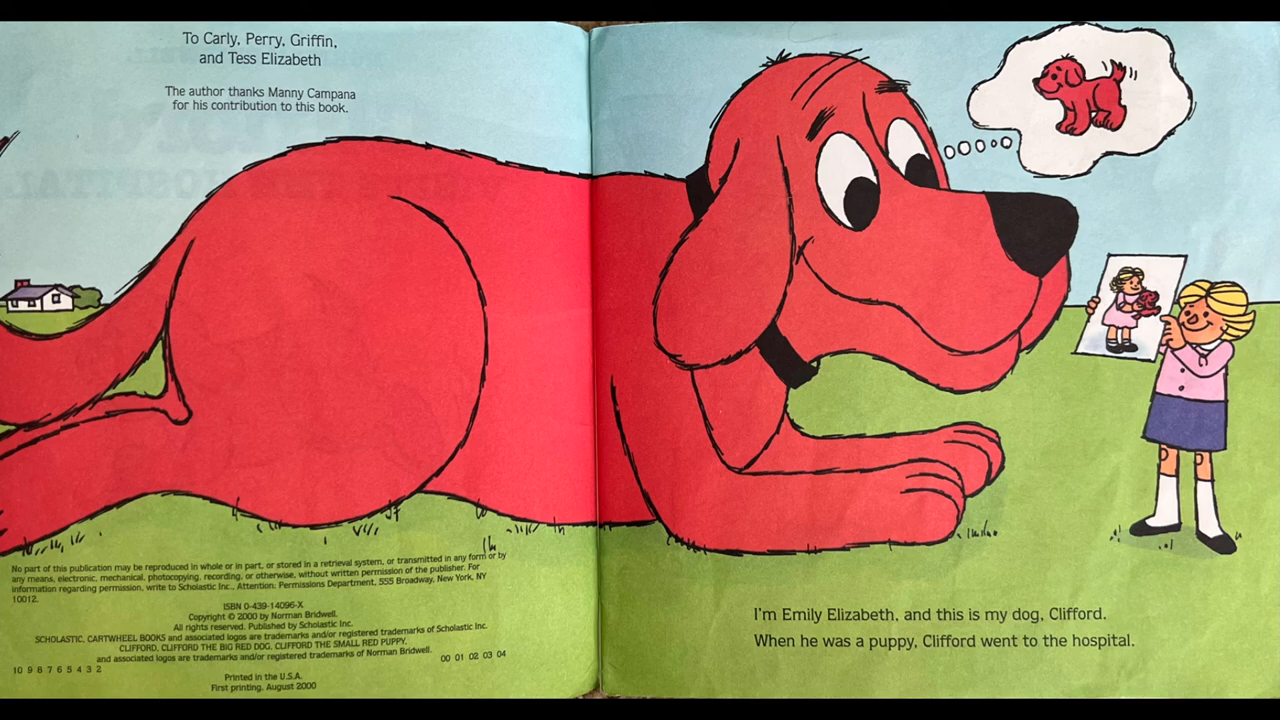 To Carly, Perry, Griffin,
and Tess Elizabeth
The author thanks Manny Campana
for his contribution to this book.
No part of this publication may be reproduced in whole or in part, or stored in a retrieval system, or transmitted in any form or by
any means, electronic, mechanical, photocopying, recording, or otherwise, without written permission of the publisher. For
information regarding permission, write to Scholastic Inc., Attention: Permissions Department, 555 Broadway, New York, NY
10012.
ISBN 0-439-14096-X
Copyright © 2000 by Norman Bridwell.
All rights reserved. Published by Scholastic Inc.
SCHOLASTIC, CARTWHEEL BOOKS and associated logos are trademarks and/or registered trademarks of Scholastic Inc.
CLIFFORD, CLIFFORD THE BIG RED DOG, CLIFFORD THE SMALL RED PUPPY,
and associated logos are trademarks and/or registered trademarks of Norman Bridwell.
10 9 8 7 6 5 4 3 2 00 01 02 03 04
Printed in the U.S.A.
First printing, August 2000
I'm Emily Elizabeth, and this is my dog, Clifford.
When he was a puppy, Clifford went to the hospital.